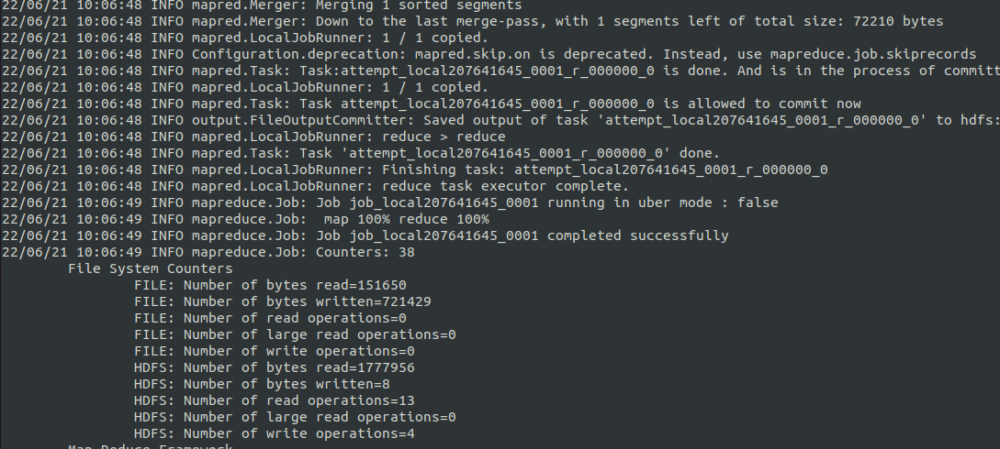 22/06/21 10:06:48 INFO mapred.Merger: Merging 1 sorted segments
22/06/21 10:06:48 INFO mapred.Merger: Down to the last merge-pass, with 1 segments left of total size: 72210 bytes
22/06/21 10:06:48 INFO mapred.LocalJobRunner: 1 / 1 copied.
22/06/21 10:06:48 INFO Configuration.deprecation: mapred.skip.on is deprecated. Instead, use mapreduce.job.skiprecords
22/06/21 10:06:48 INFO mapred.Task: Task:attempt_local207641645_0001_r_000000_0 is done. And is in the process of committ
22/06/21 10:06:48 INFO mapred.LocalJobRunner: 1 / 1 copied.
22/06/21 10:06:48 INFO mapred.Task: Task attempt_local207641645_0001_r_000000_0 is allowed to commit now
22/06/21 10:06:48 INFO output.FileOutputCommitter: Saved output of task 'attempt_local207641645_0001_r_000000_0' to hdfs:
22/06/21 10:06:48 INFO mapred.LocalJobRunner: reduce > reduce
22/06/21 10:06:48 INFO mapred.Task: Task 'attempt_local207641645_0001_r_000000_0' done.
22/06/21 10:06:48 INFO mapred.LocalJobRunner: Finishing task: attempt_local207641645_0001_r_000000_0
22/06/21 10:06:48 INFO mapred.LocalJobRunner: reduce task executor complete.
22/06/21 10:06:49 INFO mapreduce.Job: Job job_local207641645_0001 running in uber mode : false
22/06/21 10:06:49 INFO mapreduce.Job:  map 100% reduce 100%
22/06/21 10:06:49 INFO mapreduce.Job: Job job_local207641645_0001 completed successfully
22/06/21 10:06:49 INFO mapreduce.Job: Counters: 38
File System Counters
FILE: Number of bytes read=151650
FILE: Number of bytes written=721429
FILE: Number of read operations=0
FILE: Number of large read operations=0
FILE: Number of write operations=0
HDFS: Number of bytes read=1777956
HDFS: Number of bytes written=8
HDFS: Number of read operations=13
HDFS: Number of large read operations=0
HDFS: Number of write operations=4
Map-Reduce Framework